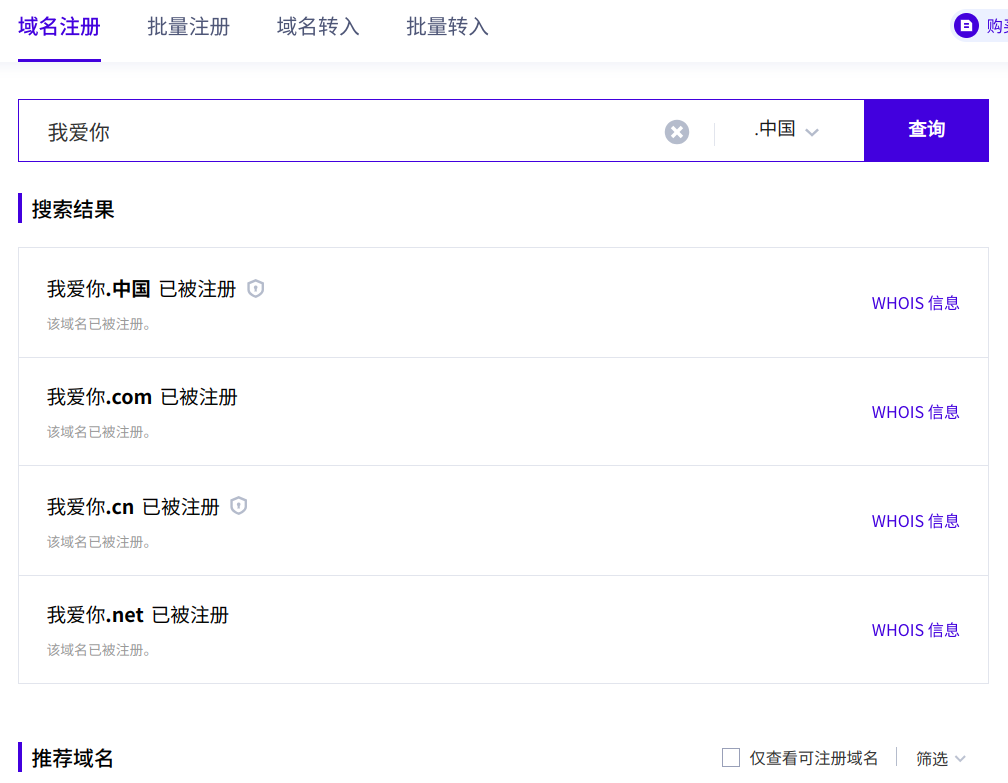 域名注册 批量注册 域名转入 批量转入
我爱你 .中国 查询
搜索结果
我爱你.中国 已被注册
该域名已被注册。
WHOIS 信息
我爱你.com 已被注册
该域名已被注册。
WHOIS 信息
我爱你.cn 已被注册
该域名已被注册。
WHOIS 信息
我爱你.net 已被注册
该域名已被注册。
WHOIS 信息
推荐域名 仅查看可注册域名 筛选